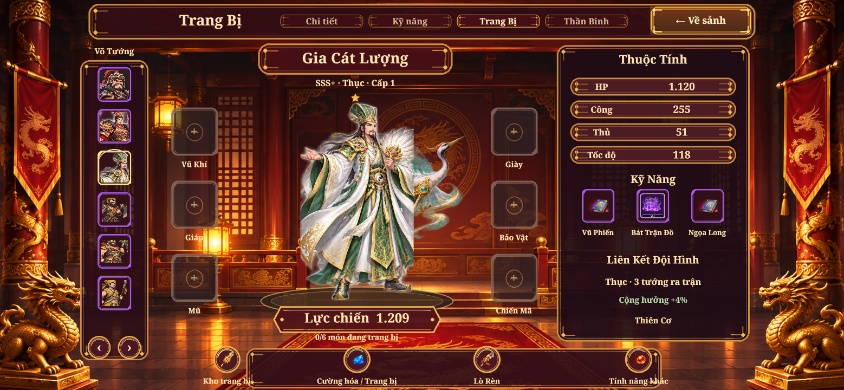 Trang Bị
Chi tiết
Kỹ năng
Trang Bị
Thần Binh
← Về sảnh
Võ Tướng
Gia Cát Lượng
SSS+ · Thục · Cấp 1
Vũ Khí
Giáp
Mũ
Giày
Bảo Vật
Chiến Mã
Lực chiến 1.209
0/6 món đang trang bị
Thuộc Tính
HP 1.120
Công 255
Thủ 51
Tốc độ 118
Kỹ Năng
Vũ Phiến
Bát Trận Đồ
Ngọa Long
Liên Kết Đội Hình
Thục · 3 tướng ra trận
Cộng hưởng +4%
Thiên Cơ
Kho trang bị
Cường hóa / Trang bị
Lò Rèn
Tính năng khác